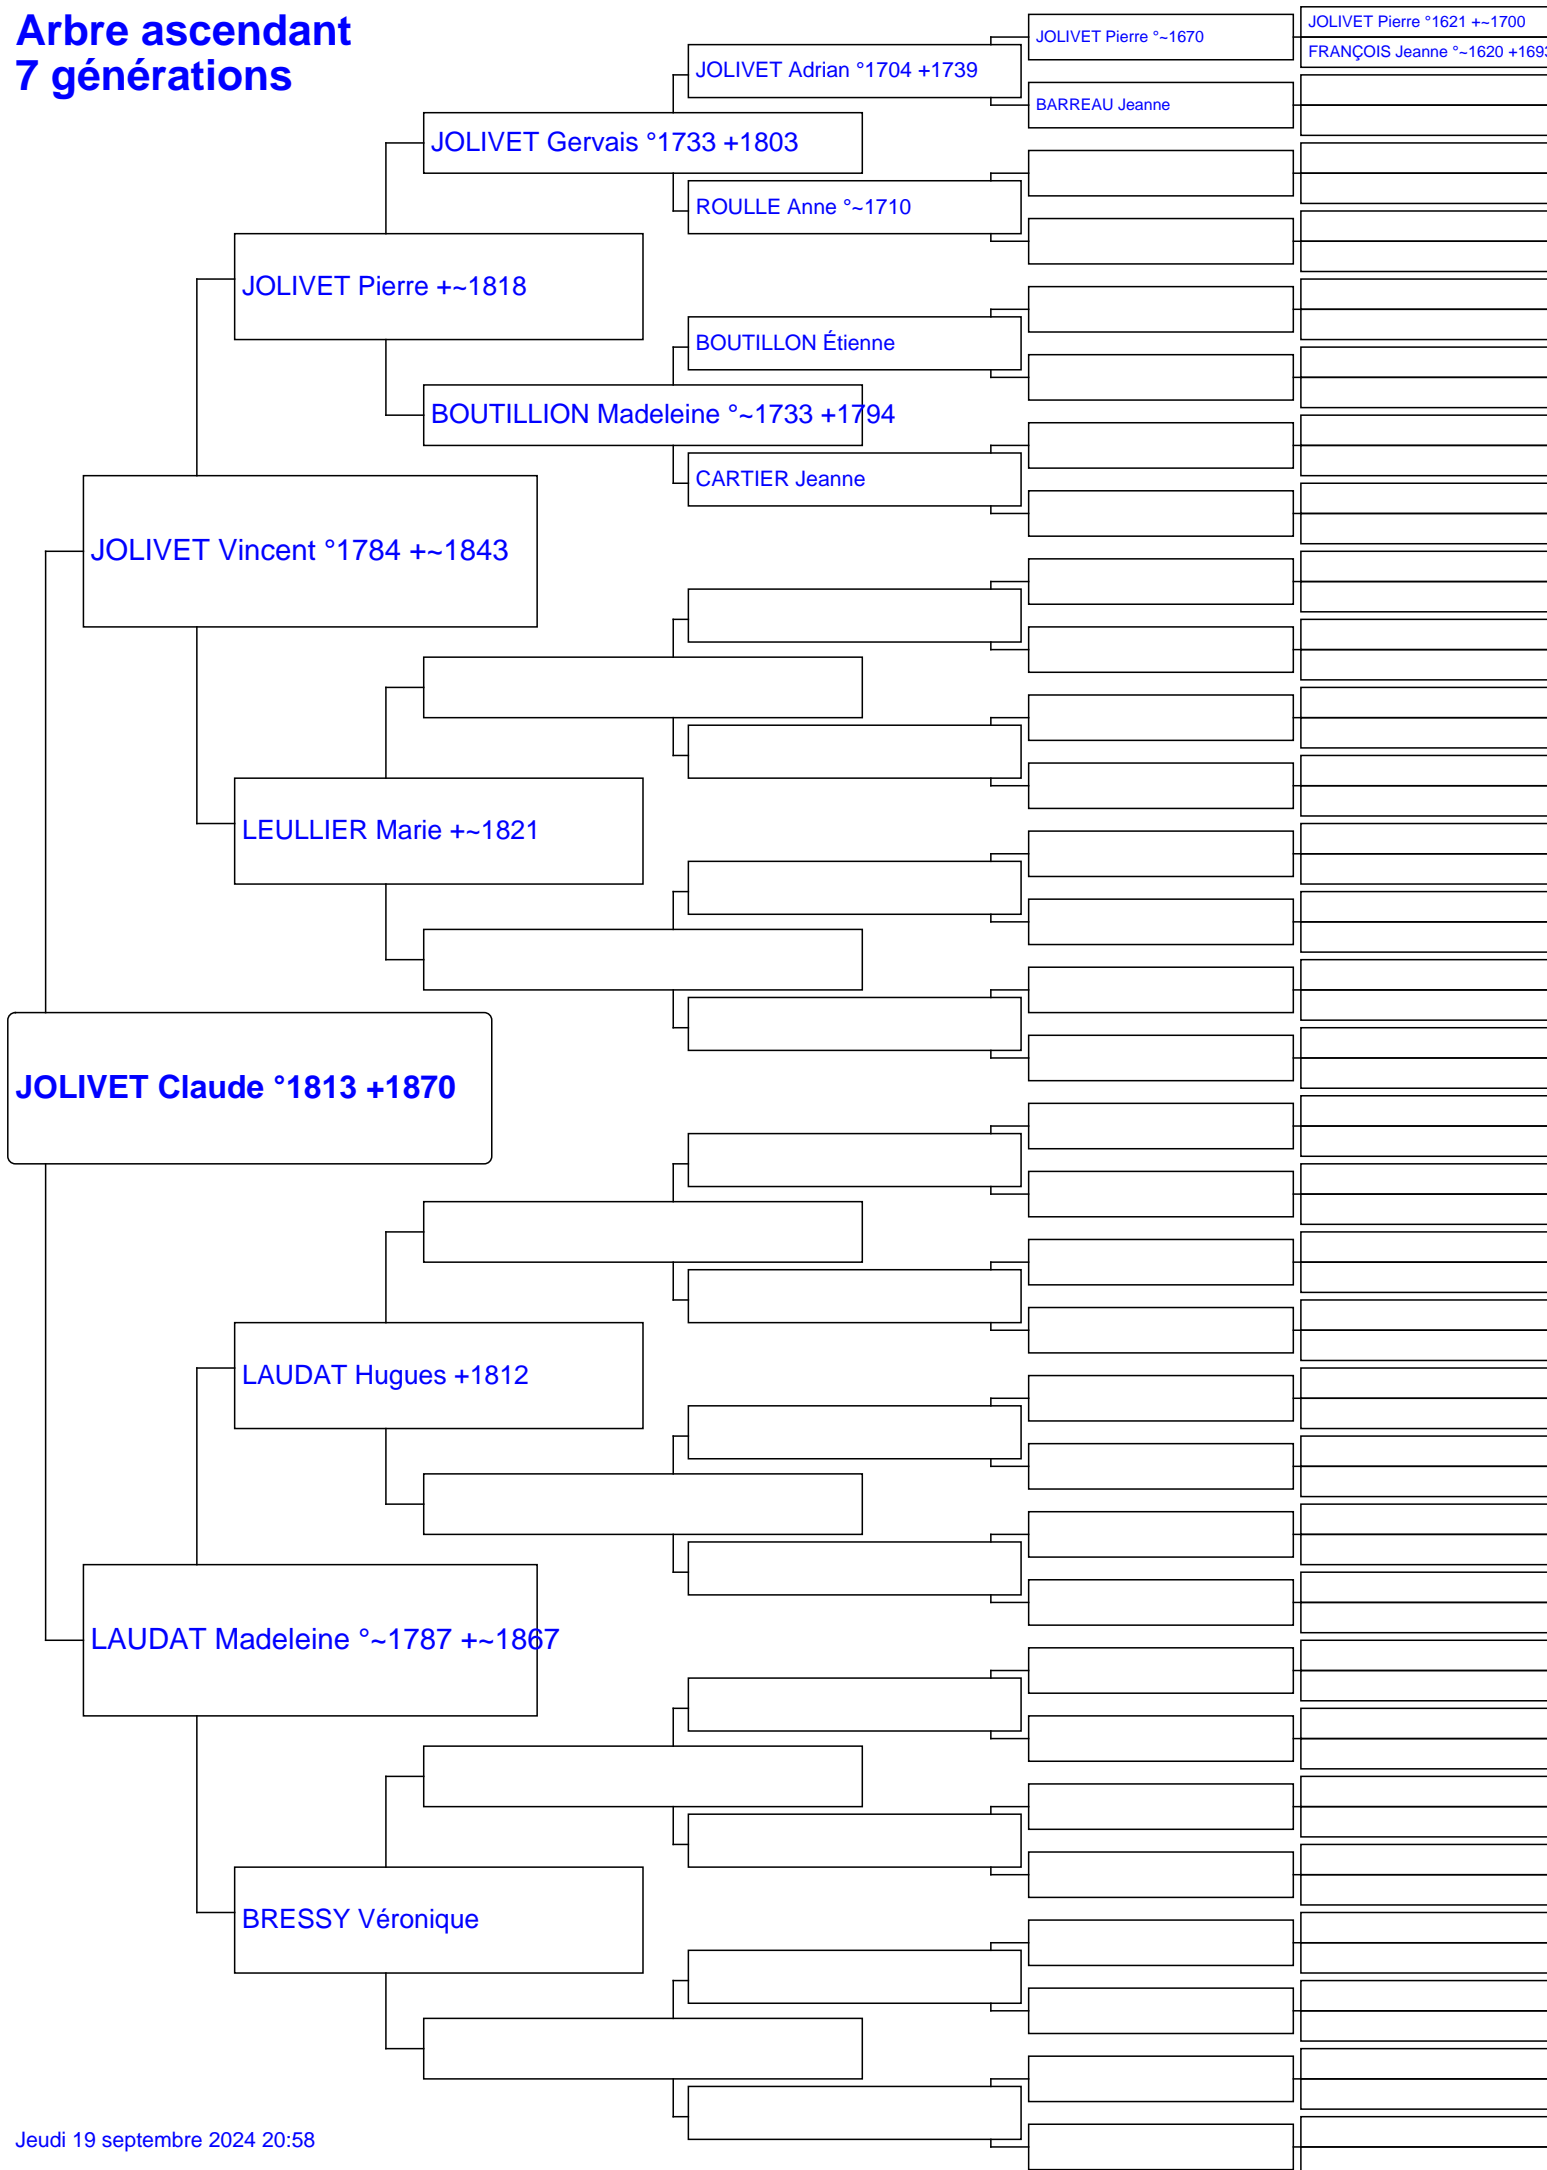 Arbre ascendant
7 générations
JOLIVET Pierre °1621 +~1700
JOLIVET Pierre °~1670
FRANÇOIS Jeanne °~1620 +1693
JOLIVET Adrian °1704 +1739
BARREAU Jeanne
JOLIVET Gervais °1733 +1803
ROULLE Anne °~1710
JOLIVET Pierre +~1818
BOUTILLON Étienne
BOUTILLION Madeleine °~1733 +1794
CARTIER Jeanne
JOLIVET Vincent °1784 +~1843
LEULLIER Marie +~1821
JOLIVET Claude °1813 +1870
LAUDAT Hugues +1812
LAUDAT Madeleine °~1787 +~1867
BRESSY Véronique
Jeudi 19 septembre 2024 20:58